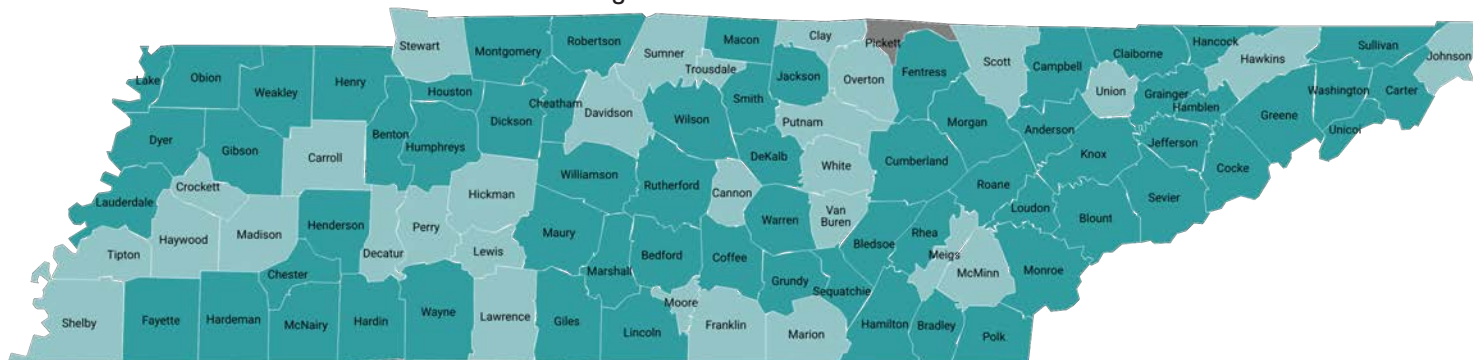 Stewart
Montgomery
Robertson
Sumner
Macon
Clay
Pickett
Scott
Campbell
Claiborne
Hancock
Hawkins
Sullivan
Johnson
Lake
Obion
Weakley
Henry
Houston
Cheatham
Trousdale
Jackson
Overton
Fentress
Union
Grainger
Hamblen
Washington
Carter
Greene
Unicoi
Dyer
Gibson
Carroll
Benton
Humphreys
Dickson
Davidson
Wilson
Smith
Putnam
Morgan
Anderson
Knox
Jefferson
Cocke
Crockett
Hickman
Williamson
Rutherford
DeKalb
Cannon
White
Cumberland
Roane
Loudon
Blount
Sevier
Lauderdale
Haywood
Madison
Henderson
Decatur
Perry
Lewis
Maury
Warren
Van
Buren
Bledsoe
Rhea
Meigs
McMinn
Monroe
Tipton
Chester
Marshall
Bedford
Coffee
Grundy
Sequatchie
Shelby
Fayette
Hardeman
McNairy
Hardin
Wayne
Lawrence
Giles
Lincoln
Moore
Franklin
Marion
Hamilton
Bradley
Polk